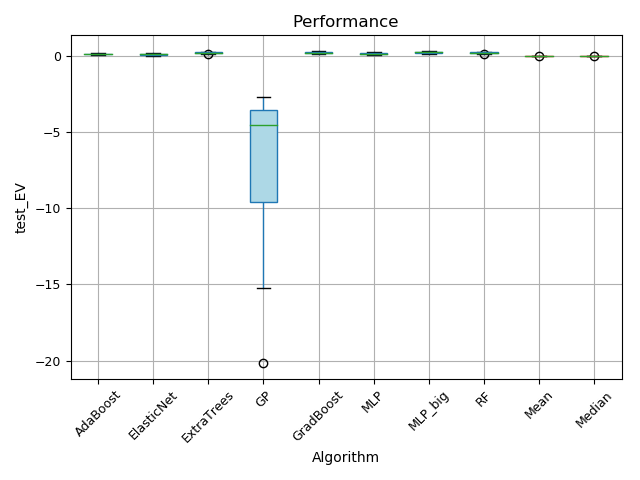 Performance
test_EV
0
−5
−10
−15
−20
AdaBoost
ElasticNet
ExtraTrees
GP
GradBoost
MLP
MLP_big
RF
Mean
Median
Algorithm